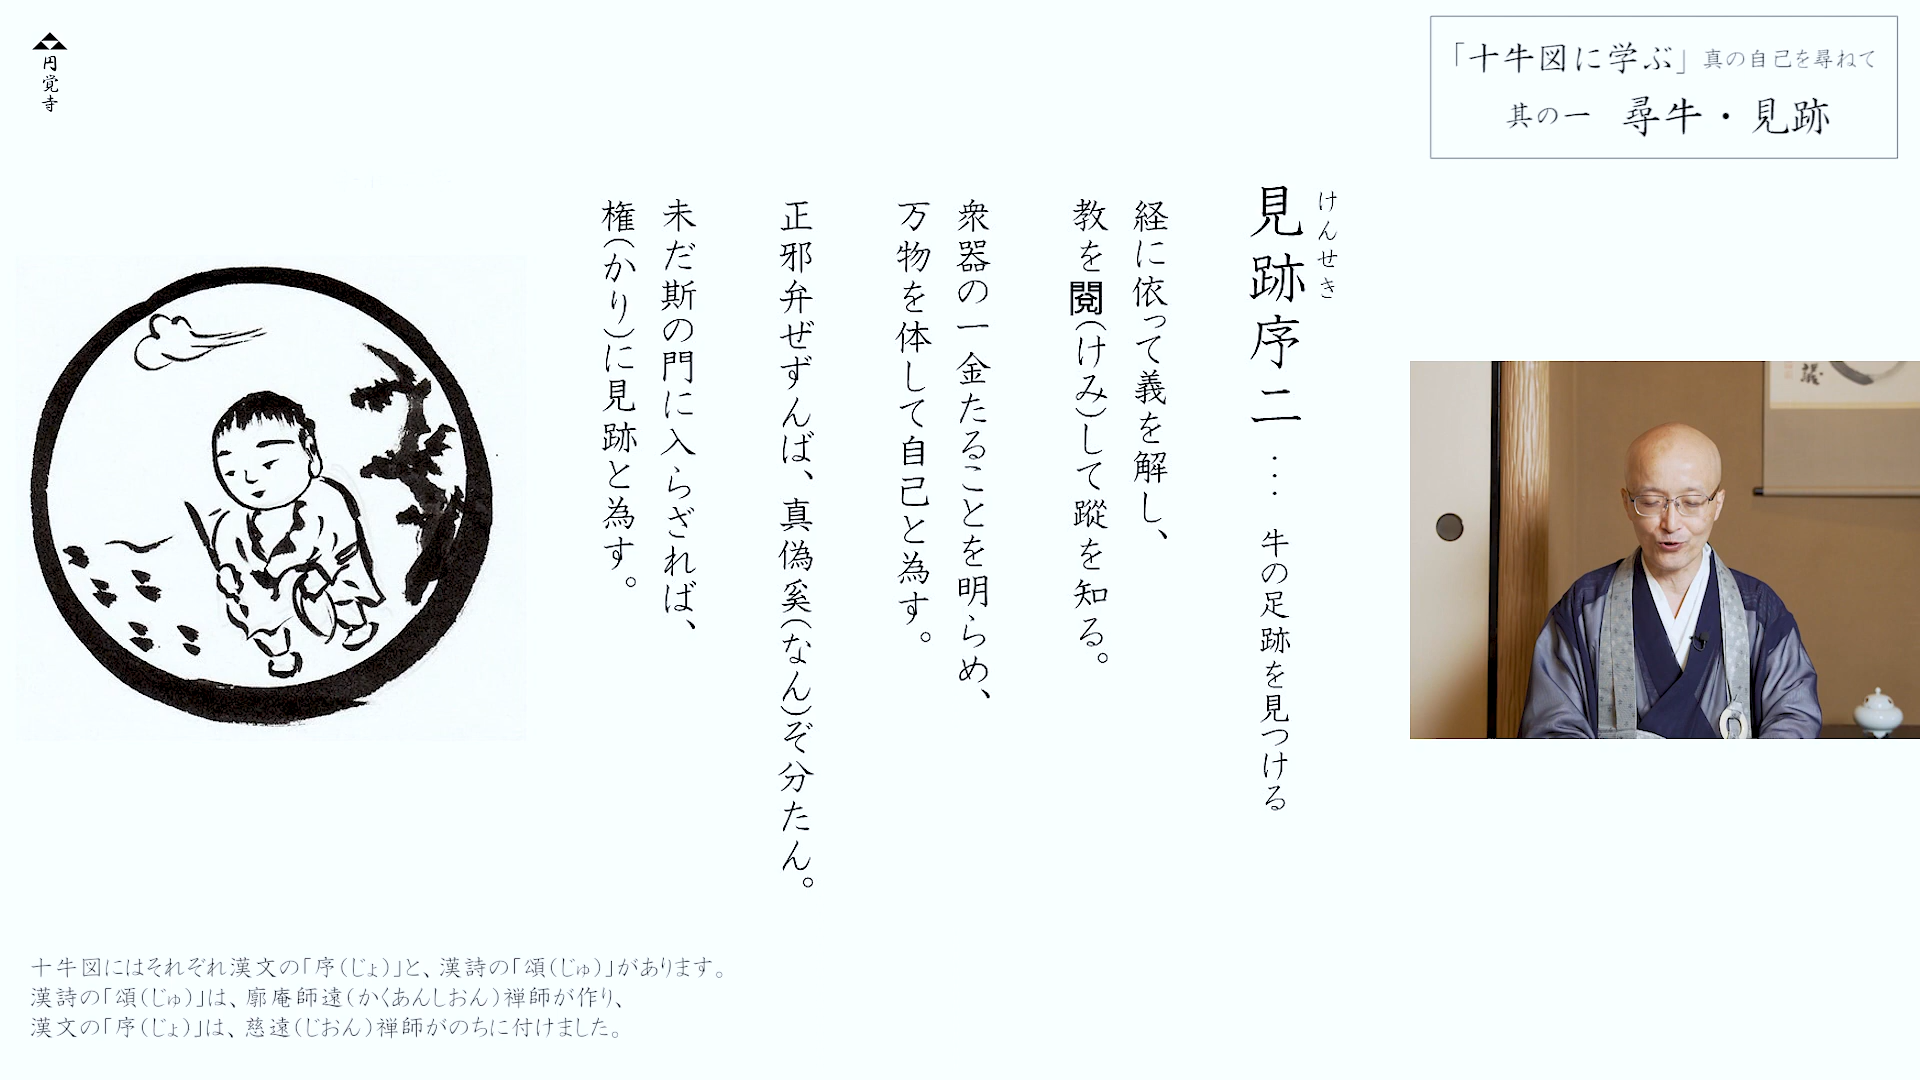 円覚寺
「十牛図に学ぶ」真の自己を尋ねて
其の一　尋牛・見跡
けんせき
見跡序二…牛の足跡を見つける
経に依って義を解し、
教を閲(けみ)して蹤を知る。
衆器の一金たることを明らめ、
万物を体して自己と為す。
正邪弁ぜずんば、真偽奚(なん)ぞ分たん。
未だ斯の門に入らざれば、
権(かり)に見跡と為す。
十牛図にはそれぞれ漢文の「序(じょ)」と、漢詩の「頌(じゅ)」があります。
漢詩の「頌(じゅ)」は、廓庵師遠(かくあんしおん)禅師が作り、
漢文の「序(じょ)」は、慈遠(じおん)禅師がのちに付けました。